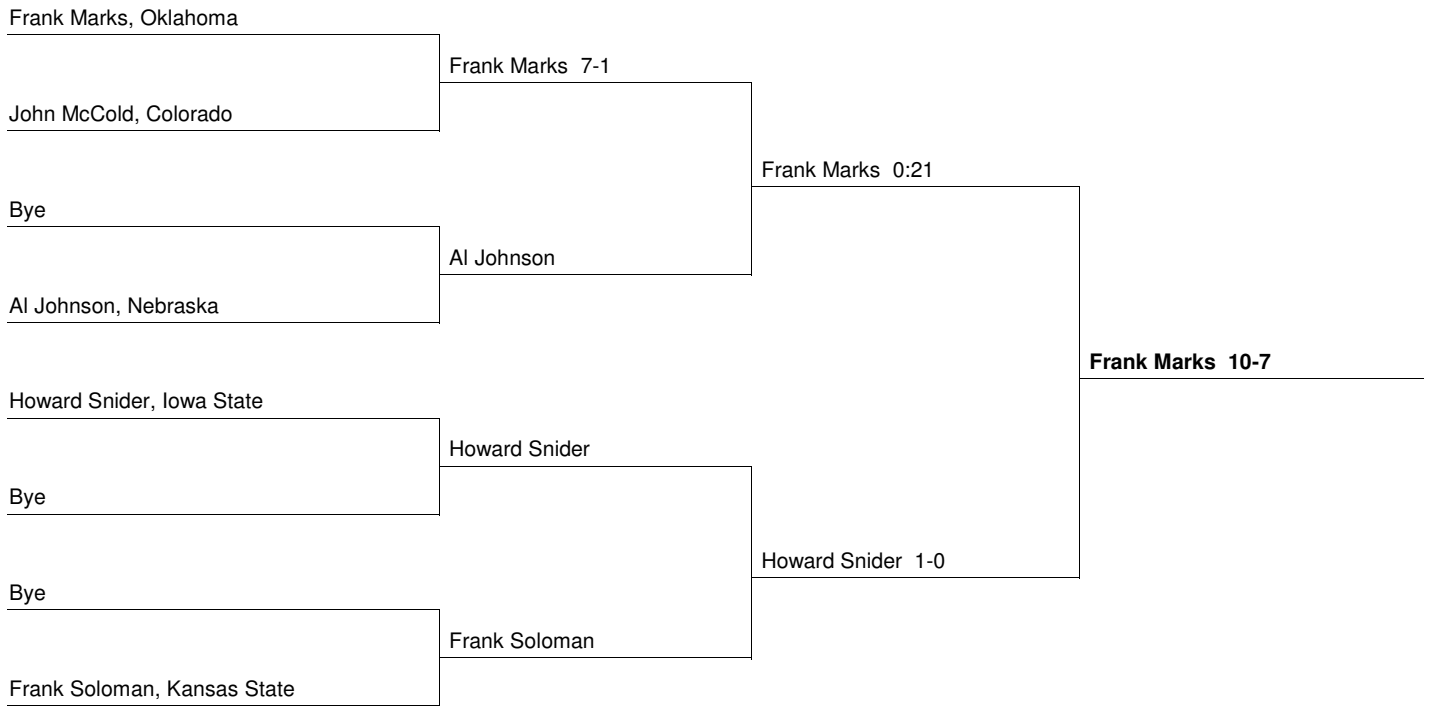 Frank Marks, Oklahoma
Frank Marks  7-1
John McCold, Colorado
Frank Marks  0:21
Bye
Al Johnson
Al Johnson, Nebraska
Frank Marks  10-7
Howard Snider, Iowa State
Howard Snider
Bye
Howard Snider  1-0
Bye
Frank Soloman
Frank Soloman, Kansas State